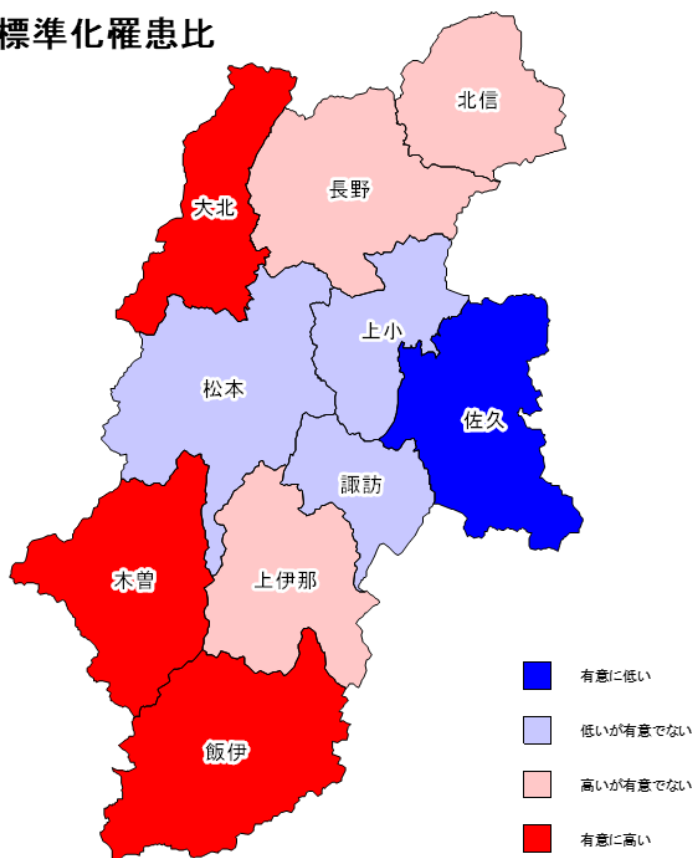 標準化罹患比
北信
長野
大北
上小
松本
佐久
諏訪
木曽
上伊那
飯伊
有意に低い
低いが有意でない
高いが有意でない
有意に高い